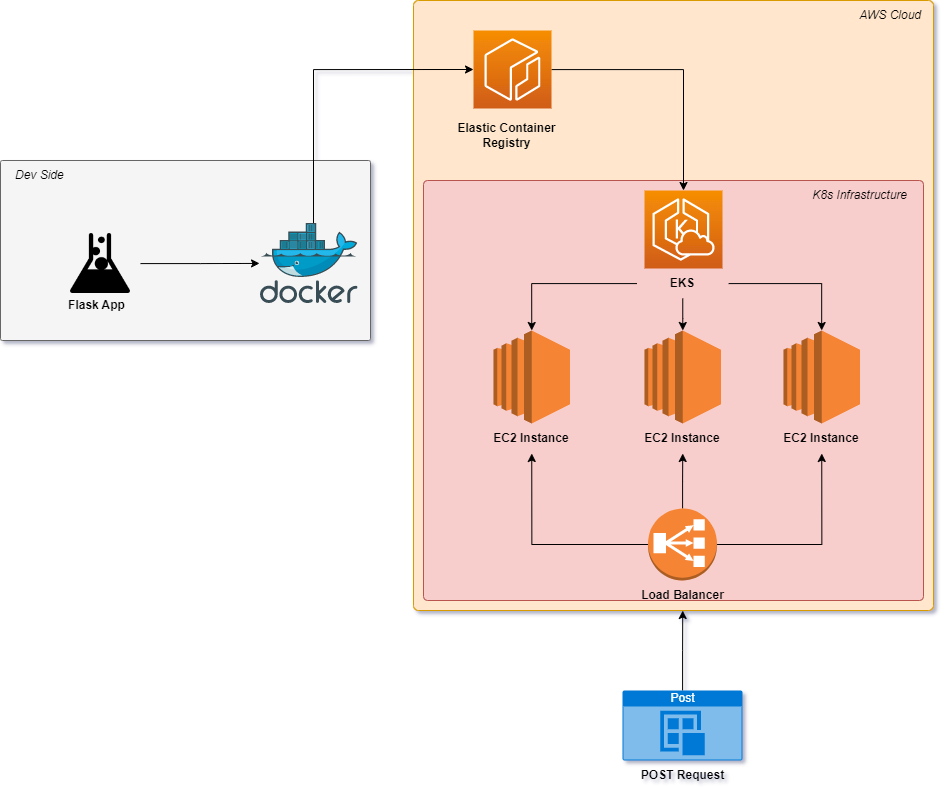 AWS Cloud
Elastic Container
Registry
Dev Side
K8s Infrastructure
K
docker
Flask App
EKS
EC2 Instance
EC2 Instance
EC2 Instance
Load Balancer
Post
POST Request